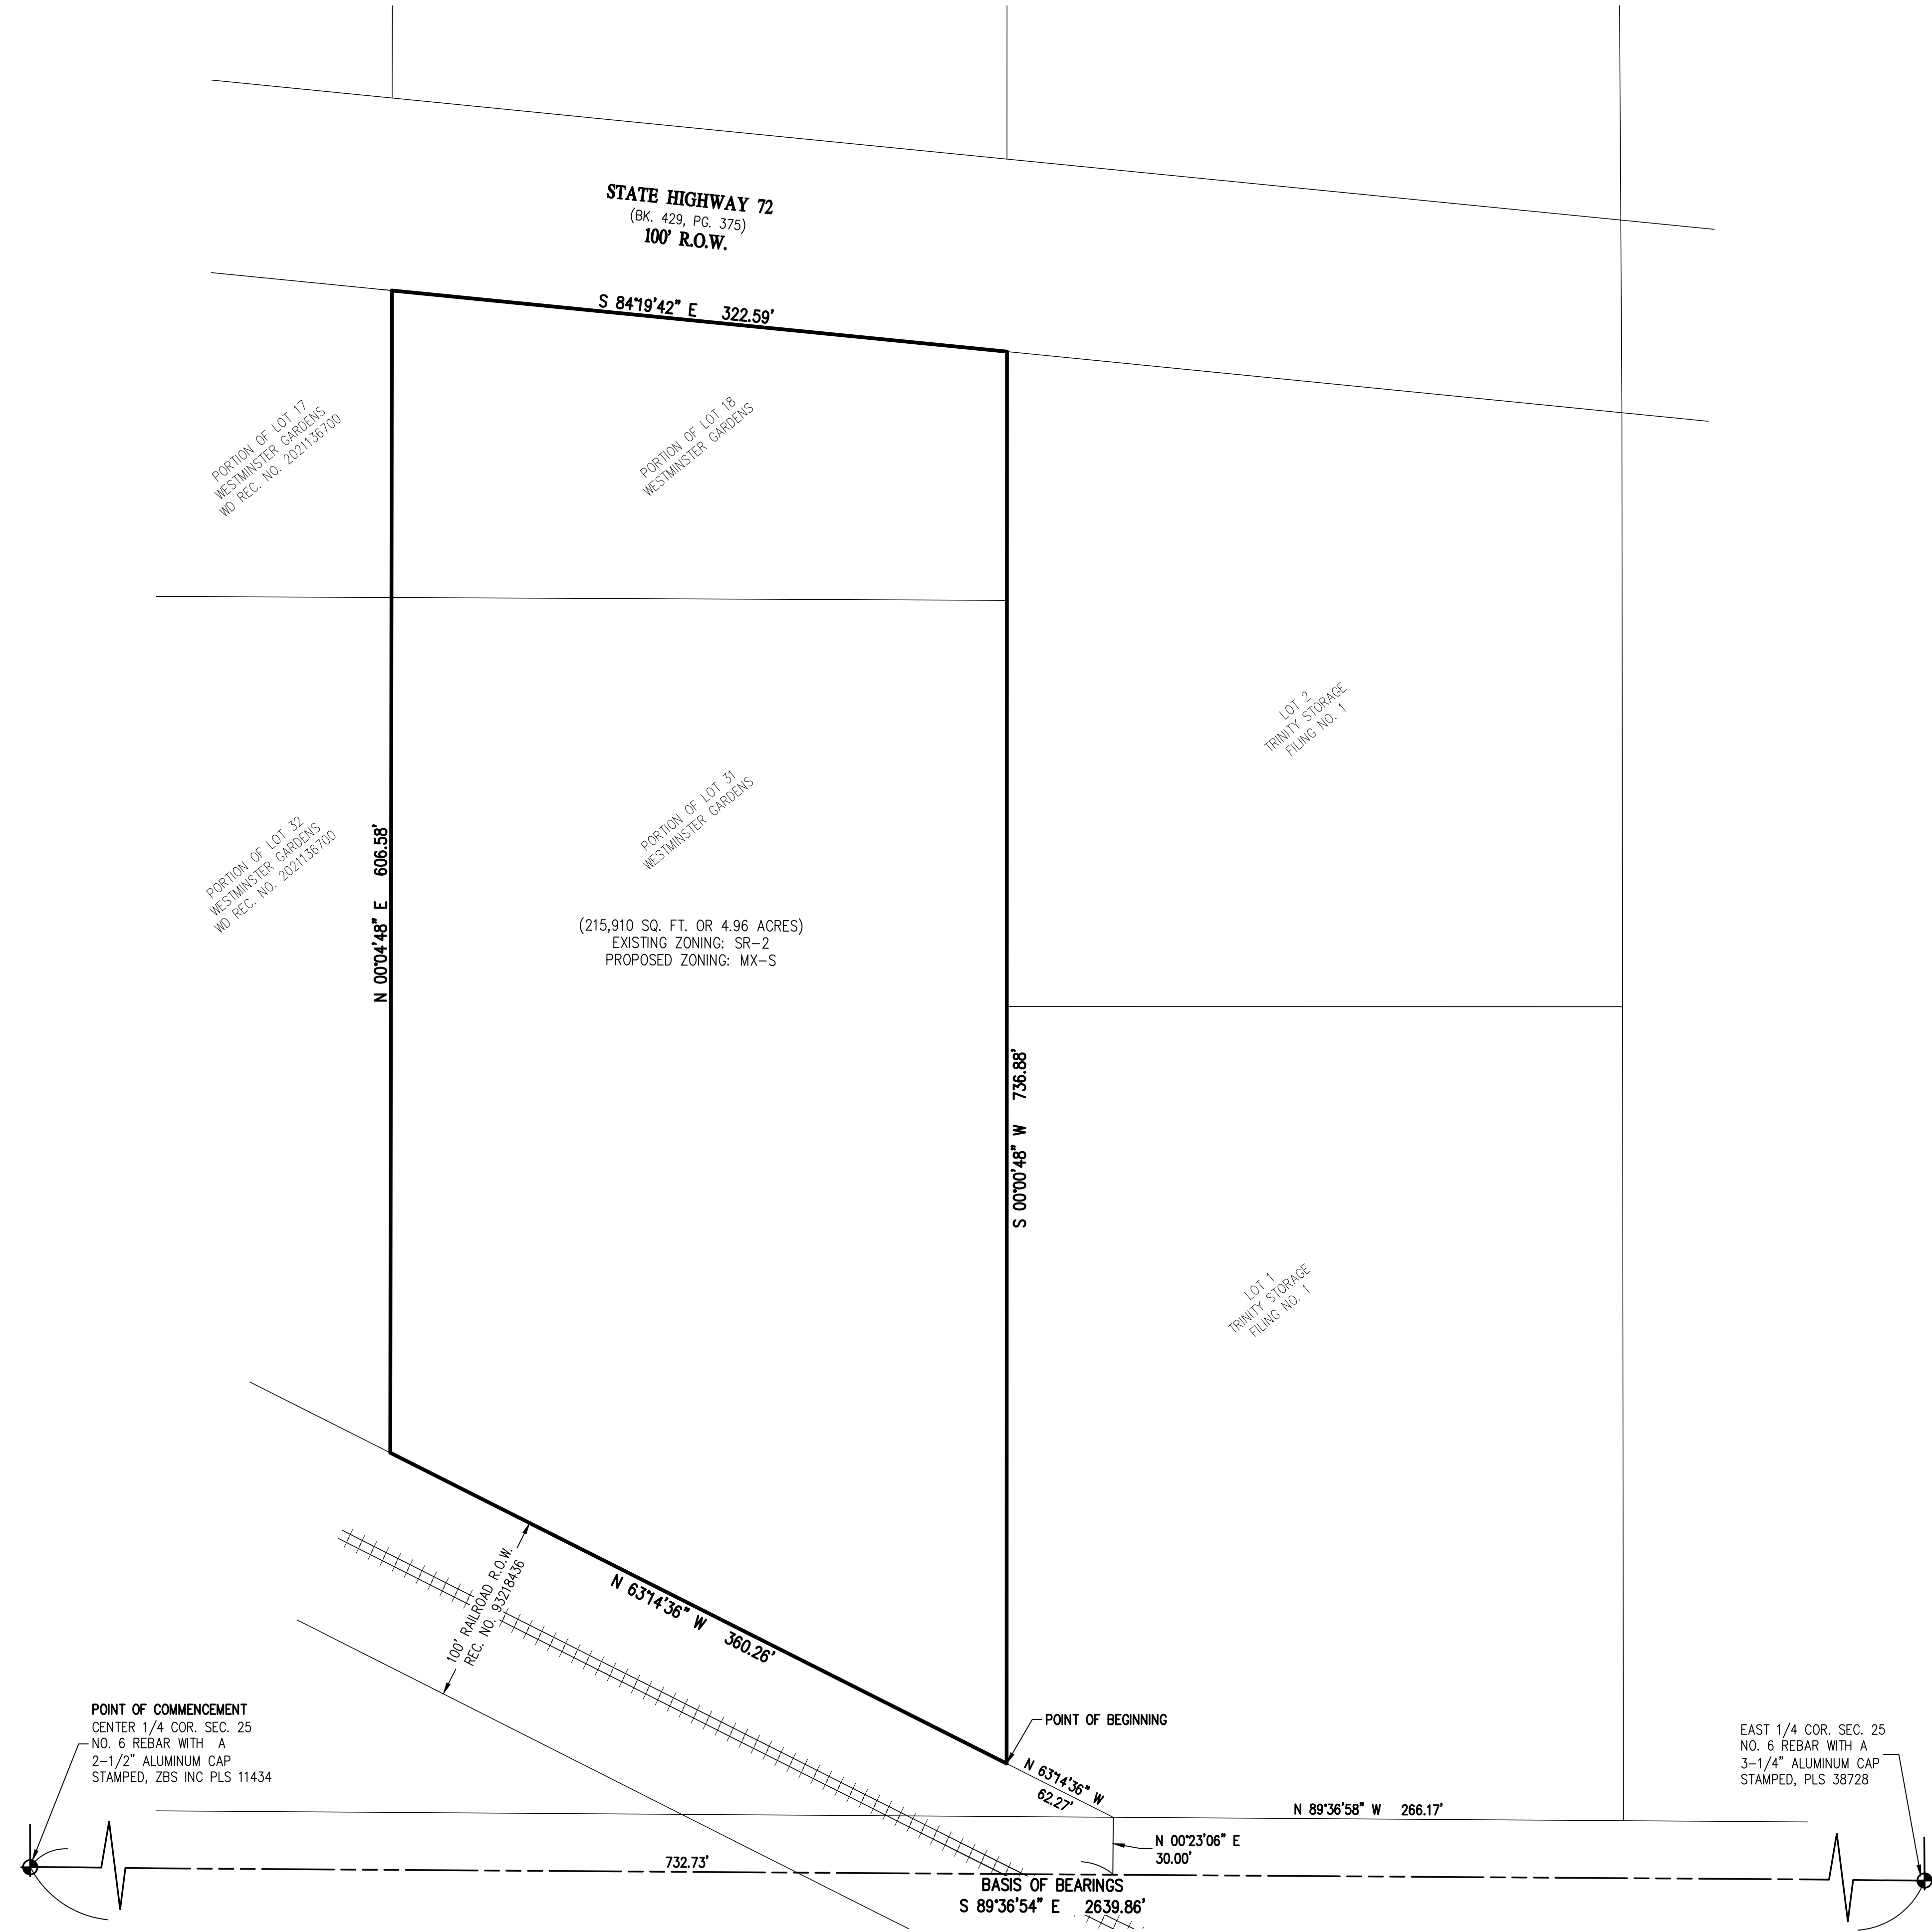 STATE HIGHWAY 72
(BK. 429, PG. 375)
100' R.O.W.
S 84°19'42" E 322.59'
PORTION OF LOT 17
WESTMINSTER GARDENS
WD REC. NO. 2021136700
PORTION OF LOT 18
WESTMINSTER GARDENS
LOT 2
TRINITY STORAGE
FILING NO. 1
PORTION OF LOT 32
WESTMINSTER GARDENS
WD REC. NO. 2021136700
N 00°04'48" E 606.58'
PORTION OF LOT 31
WESTMINSTER GARDENS
(215,910 SQ. FT. OR 4.96 ACRES)
EXISTING ZONING: SR-2
PROPOSED ZONING: MX-S
S 00°00'48" W 736.88'
LOT 1
TRINITY STORAGE
FILING NO. 1
100' RAILROAD R.O.W.
REC. NO. 93218436
N 63°14'36" W 360.26'
POINT OF COMMENCEMENT
CENTER 1/4 COR. SEC. 25
NO. 6 REBAR WITH A
2-1/2" ALUMINUM CAP
STAMPED, ZBS INC PLS 11434
POINT OF BEGINNING
N 63°14'36" W
62.27'
EAST 1/4 COR. SEC. 25
NO. 6 REBAR WITH A
3-1/4" ALUMINUM CAP
STAMPED, PLS 38728
N 89°36'58" W 266.17'
N 00°23'06" E
30.00'
732.73'
BASIS OF BEARINGS
S 89°36'54" E 2639.86'